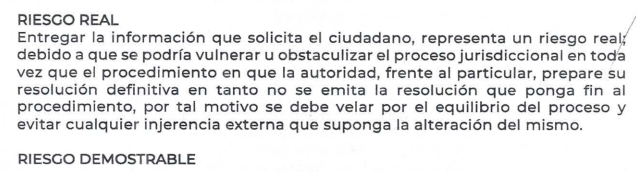 RIESGO REAL
Entregar la información que solicita el ciudadano, representa un riesgo real;
debido a que se podría vulnerar u obstaculizar el proceso jurisdiccional en toda
vez que el procedimiento en que la autoridad, frente al particular, prepare su
resolución definitiva en tanto no se emita la resolución que ponga fin al
procedimiento, por tal motivo se debe velar por el equilibrio del proceso y
evitar cualquier injerencia externa que suponga la alteración del mismo.
RIESGO DEMOSTRABLE